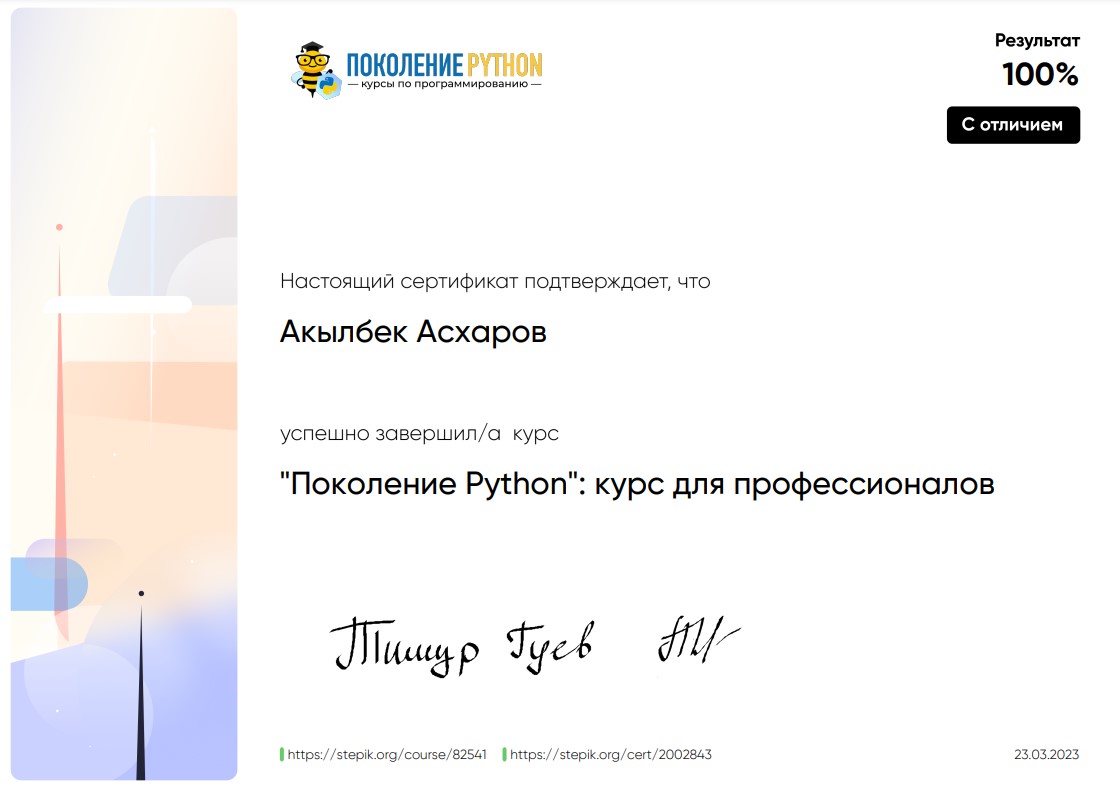 ПОКОЛЕНИЕ PYTHON
— курсы по программированию —
Результат
100%
С отличием
Настоящий сертификат подтверждает, что
Акылбек Асхаров
успешно завершил/а курс
"Поколение Python": курс для профессионалов
Тимур Гуев
https://stepik.org/course/82541 https://stepik.org/cert/2002843
23.03.2023